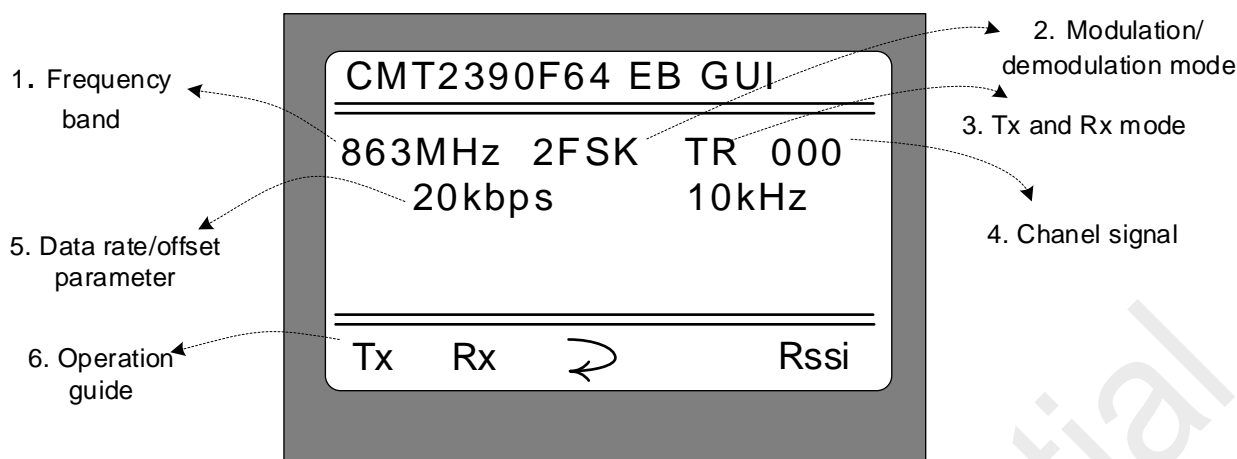 CMT2390F64 EB GUI
863MHz 2FSK TR 000
20kbps 10kHz
Tx Rx Rssi
1. Frequency
band
2. Modulation/
demodulation mode
3. Tx and Rx mode
4. Chanel signal
5. Data rate/offset
parameter
6. Operation
guide
tial